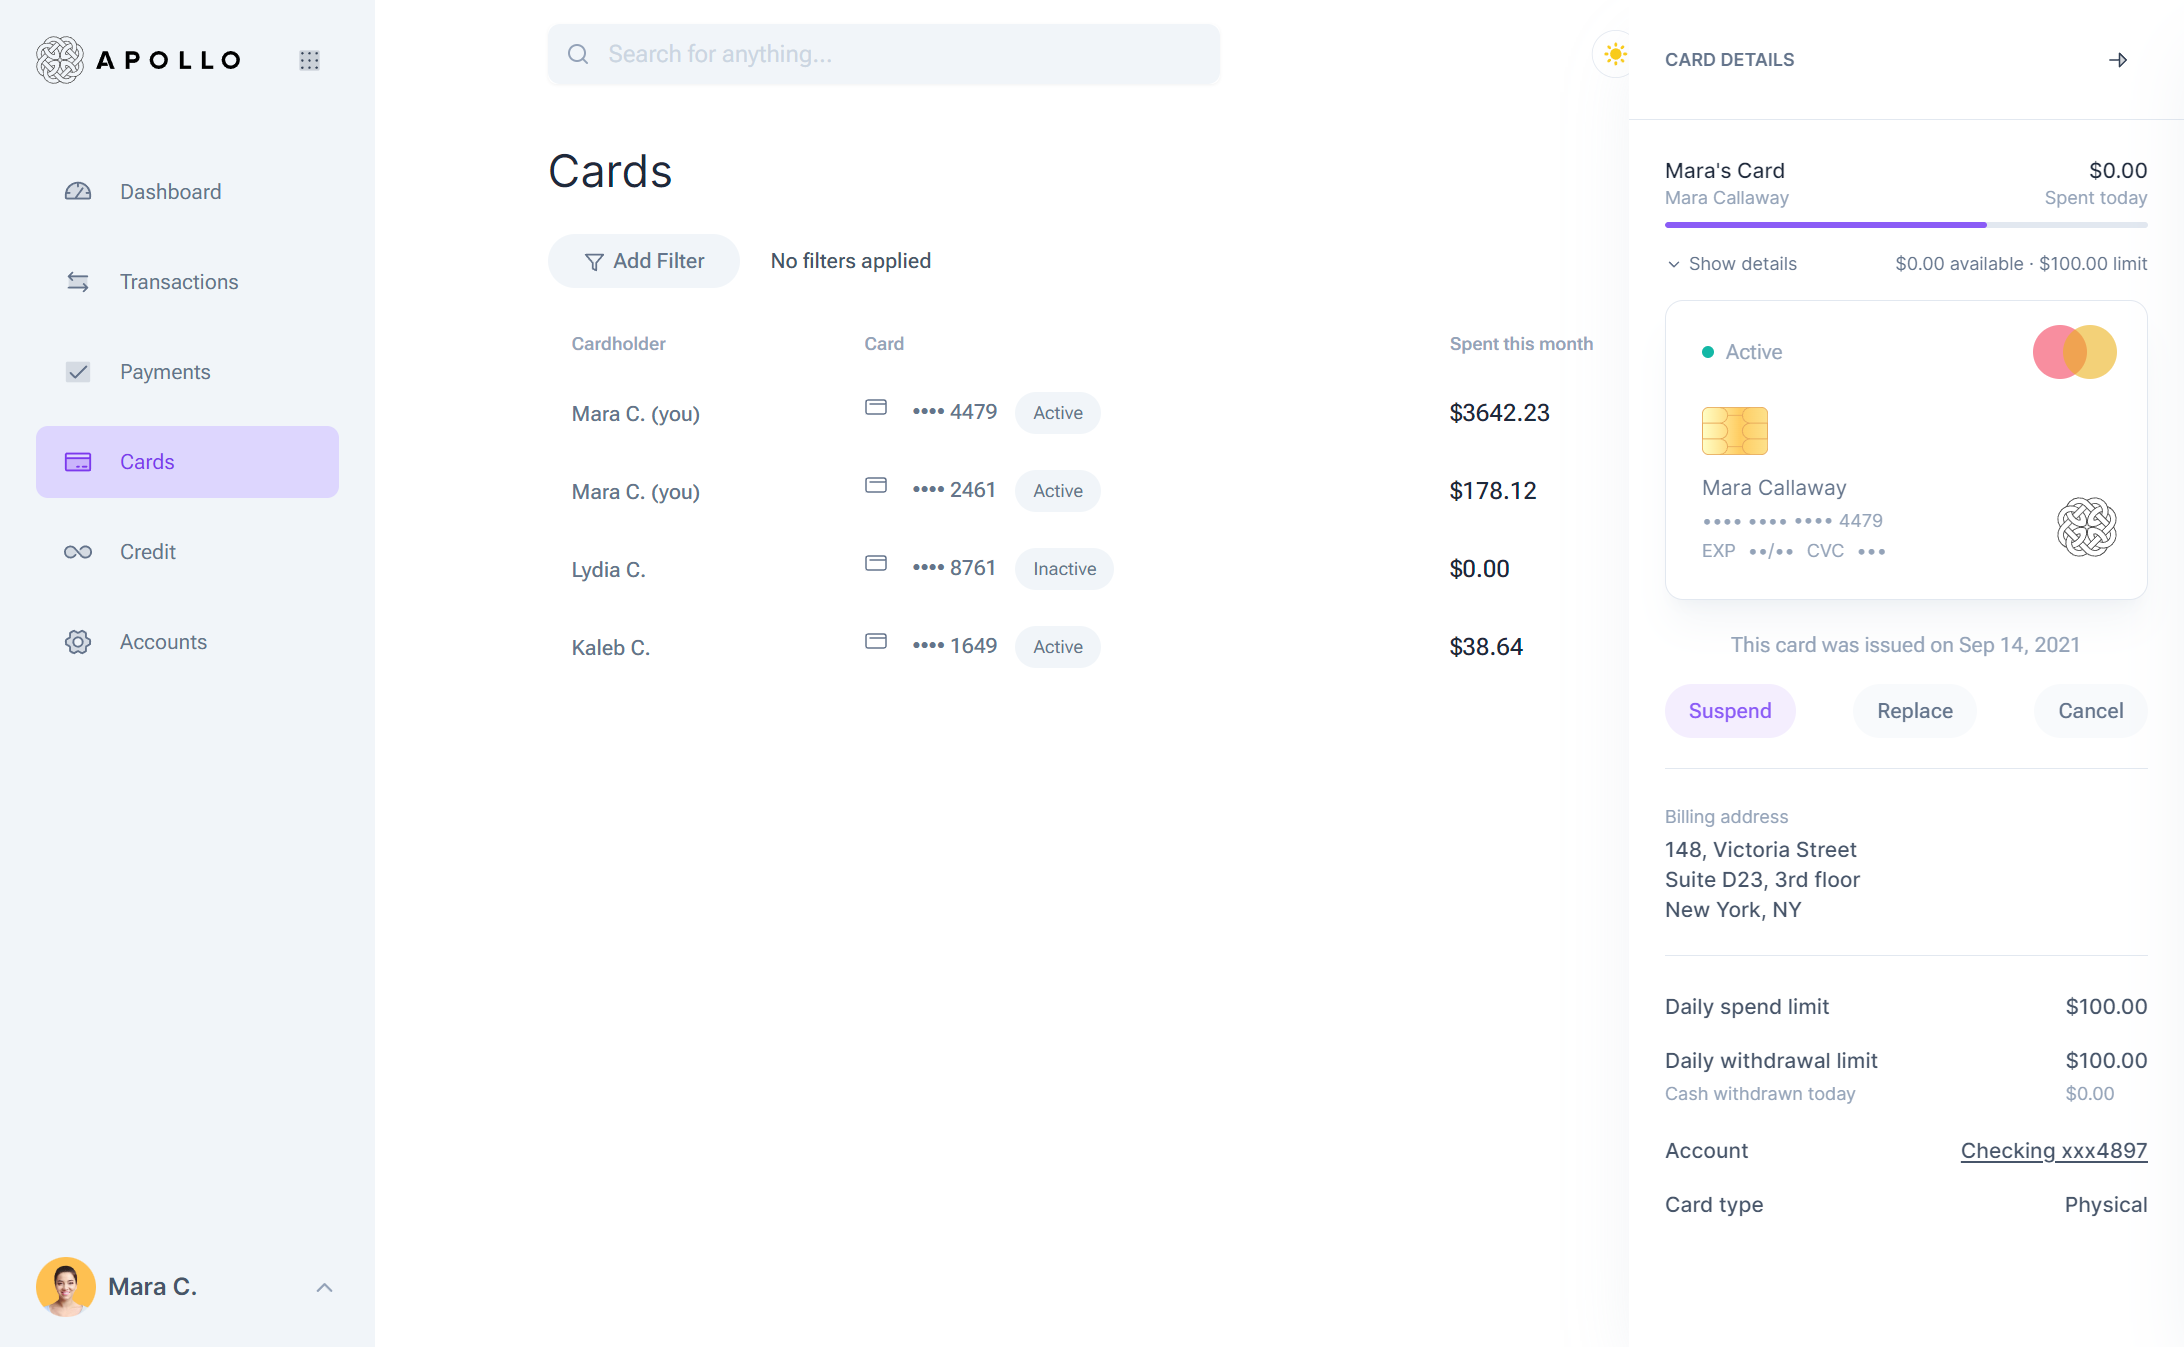 APOLLO
Dashboard
Transactions
Payments
Cards
Credit
Accounts
Mara C.
Search for anything...
Cards
Add Filter
No filters applied
Cardholder Card Spent this month
Mara C. (you) •••• 4479 Active $3642.23
Mara C. (you) •••• 2461 Active $178.12
Lydia C. •••• 8761 Inactive $0.00
Kaleb C. •••• 1649 Active $38.64
CARD DETAILS
Mara's Card $0.00
Mara Callaway Spent today
Show details $0.00 available · $100.00 limit
Active
Mara Callaway
•••• •••• •••• 4479
EXP ••/•• CVC •••
This card was issued on Sep 14, 2021
Suspend Replace Cancel
Billing address
148, Victoria Street
Suite D23, 3rd floor
New York, NY
Daily spend limit $100.00
Daily withdrawal limit $100.00
Cash withdrawn today $0.00
Account Checking xxx4897
Card type Physical